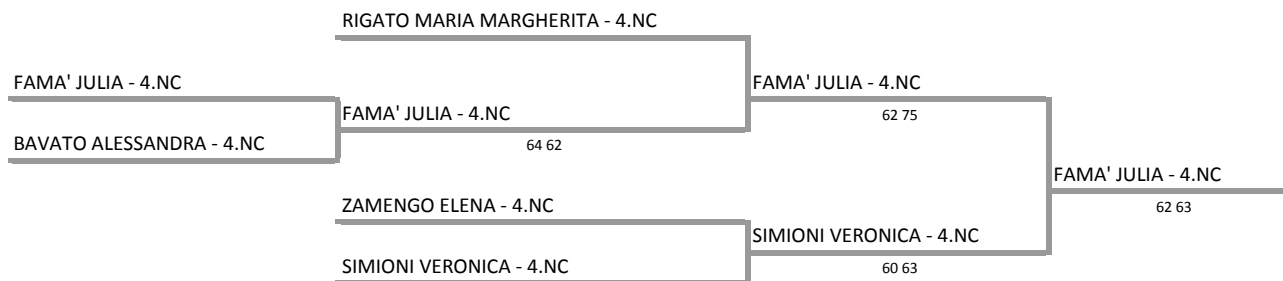 RIGATO MARIA MARGHERITA - 4.NC
FAMA' JULIA - 4.NC
FAMA' JULIA - 4.NC
FAMA' JULIA - 4.NC
62 75
BAVATO ALESSANDRA - 4.NC
64 62
FAMA' JULIA - 4.NC
62 63
ZAMENGO ELENA - 4.NC
SIMIONI VERONICA - 4.NC
60 63
SIMIONI VERONICA - 4.NC